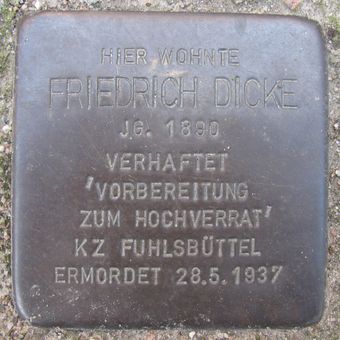 HIER WOHNTE
FRIEDRICH DICKE
JG. 1890
VERHAFTET
'VORBEREITUNG
ZUM HOCHVERRAT'
KZ FUHLSBÜTTEL
ERMORDET 28.5.1937